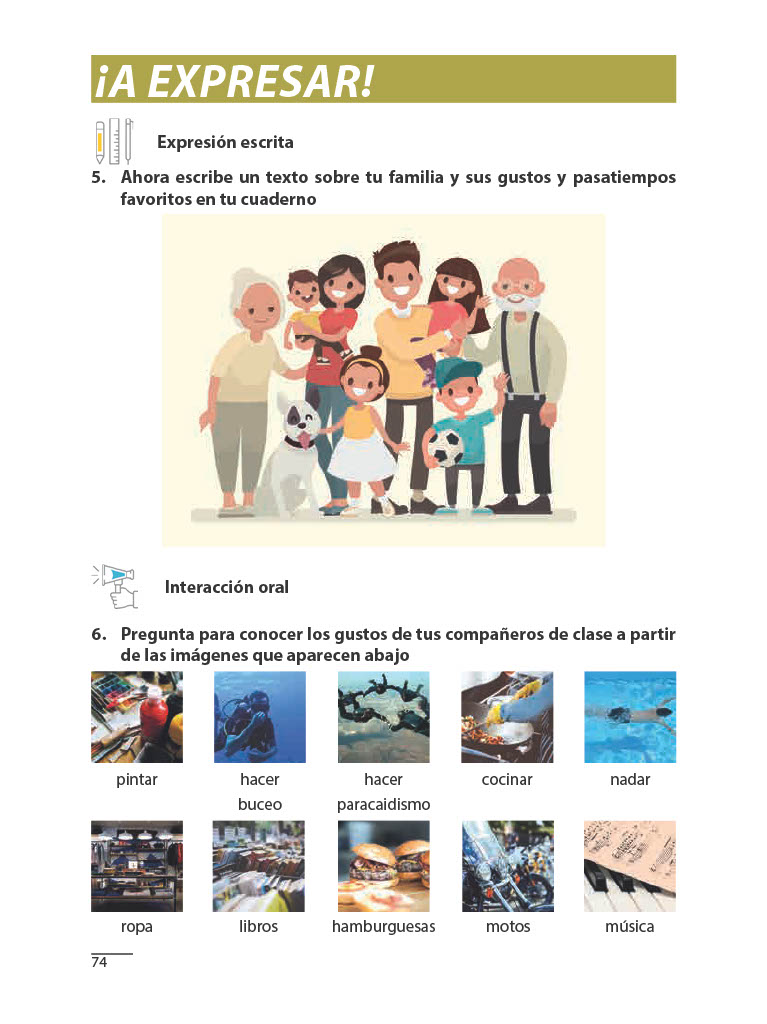 ¡A EXPRESAR!
Expresión escrita
5. Ahora escribe un texto sobre tu familia y sus gustos y pasatiempos
favoritos en tu cuaderno
Interacción oral
6. Pregunta para conocer los gustos de tus compañeros de clase a partir
de las imágenes que aparecen abajo
pintar
hacer
buceo
hacer
paracaidismo
cocinar
nadar
ropa
libros
hamburguesas
motos
música
74